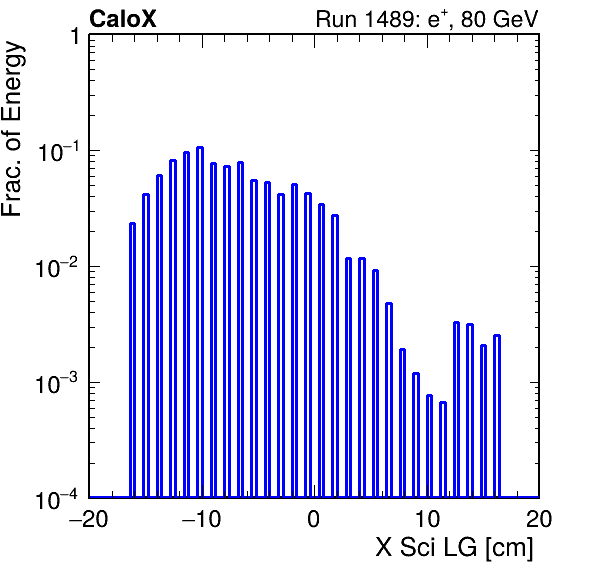 CaloX Run 1489: e⁺, 80 GeV
Frac. of Energy
1
10⁻¹
10⁻²
10⁻³
10⁻⁴
−20 −10 0 10 20
X Sci LG [cm]